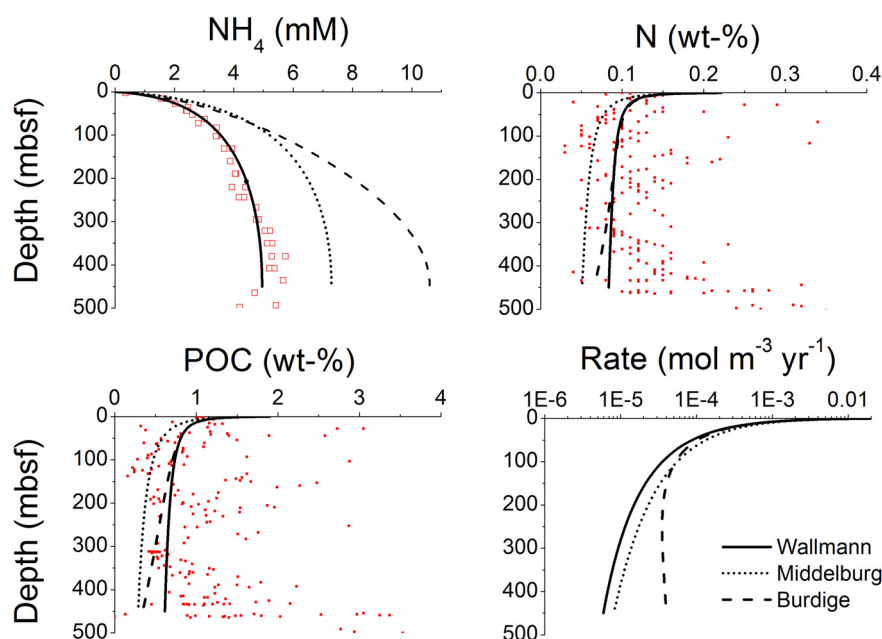 NH4 (mM)
0 2 4 6 8 10
Depth (mbsf)
0
100
200
300
400
500
N (wt-%)
0.0 0.1 0.2 0.3 0.4
0
100
200
300
400
500
POC (wt-%)
0 1 2 3 4
Depth (mbsf)
0
100
200
300
400
500
Rate (mol m⁻³ yr⁻¹)
1E-6 1E-5 1E-4 1E-3 0.01
0
100
200
300
400
500
Wallmann
Middelburg
Burdige